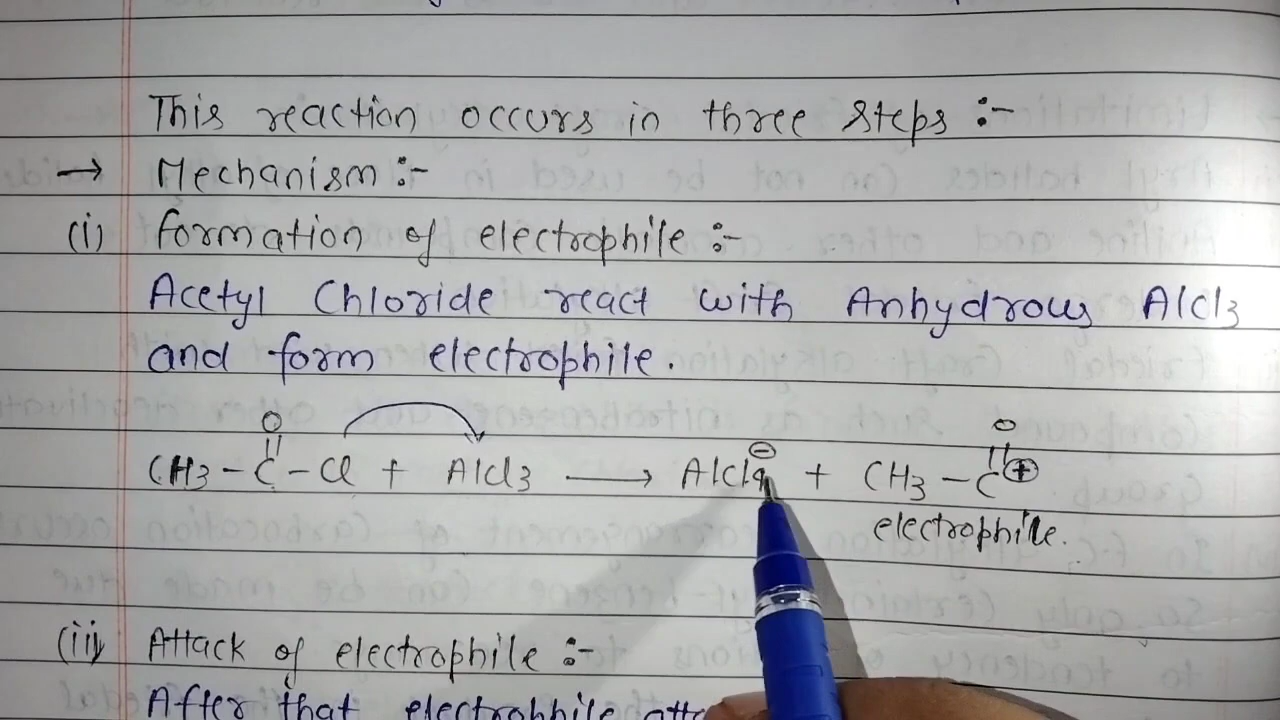 This reaction occurs in three steps :-
→ Mechanism :-
(i) formation of electrophile :-
Acetyl Chloride react with Anhydrous AlCl3
and form electrophile.
O O
CH3 - C - Cl + AlCl3 ⟶ AlCl4 ⊖ + CH3 - C ⊕
electrophile.
(ii) Attack of electrophile :-
After that electrophile